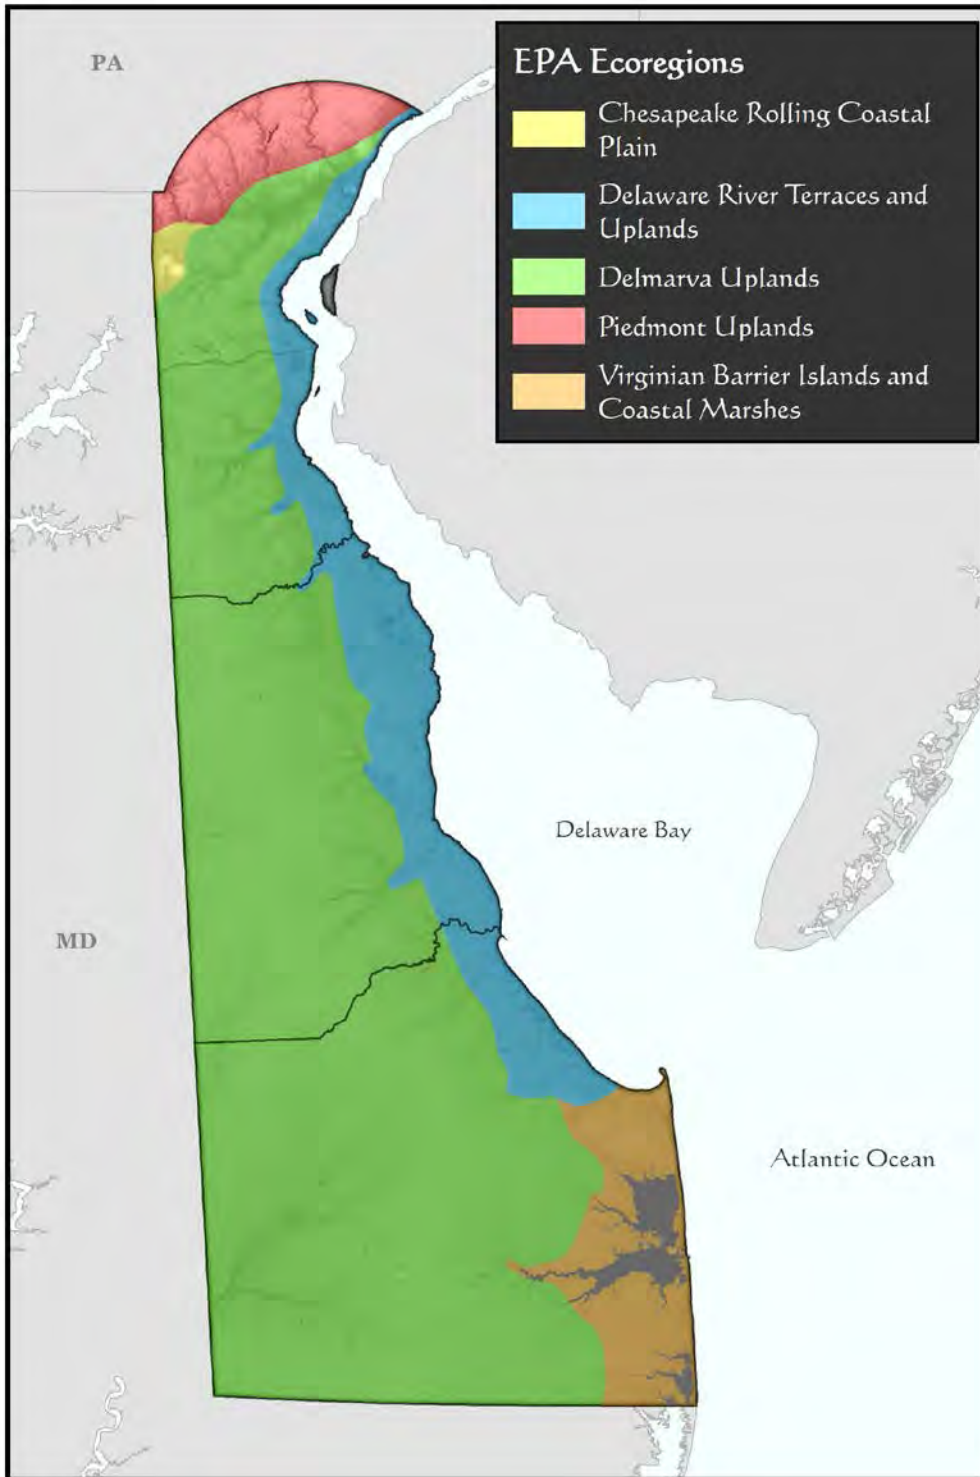 PA
EPA Ecoregions
Chesapeake Rolling Coastal
Plain
Delaware River Terraces and
Uplands
Delmarva Uplands
Piedmont Uplands
Virginian Barrier Islands and
Coastal Marshes
Delaware Bay
MD
Atlantic Ocean